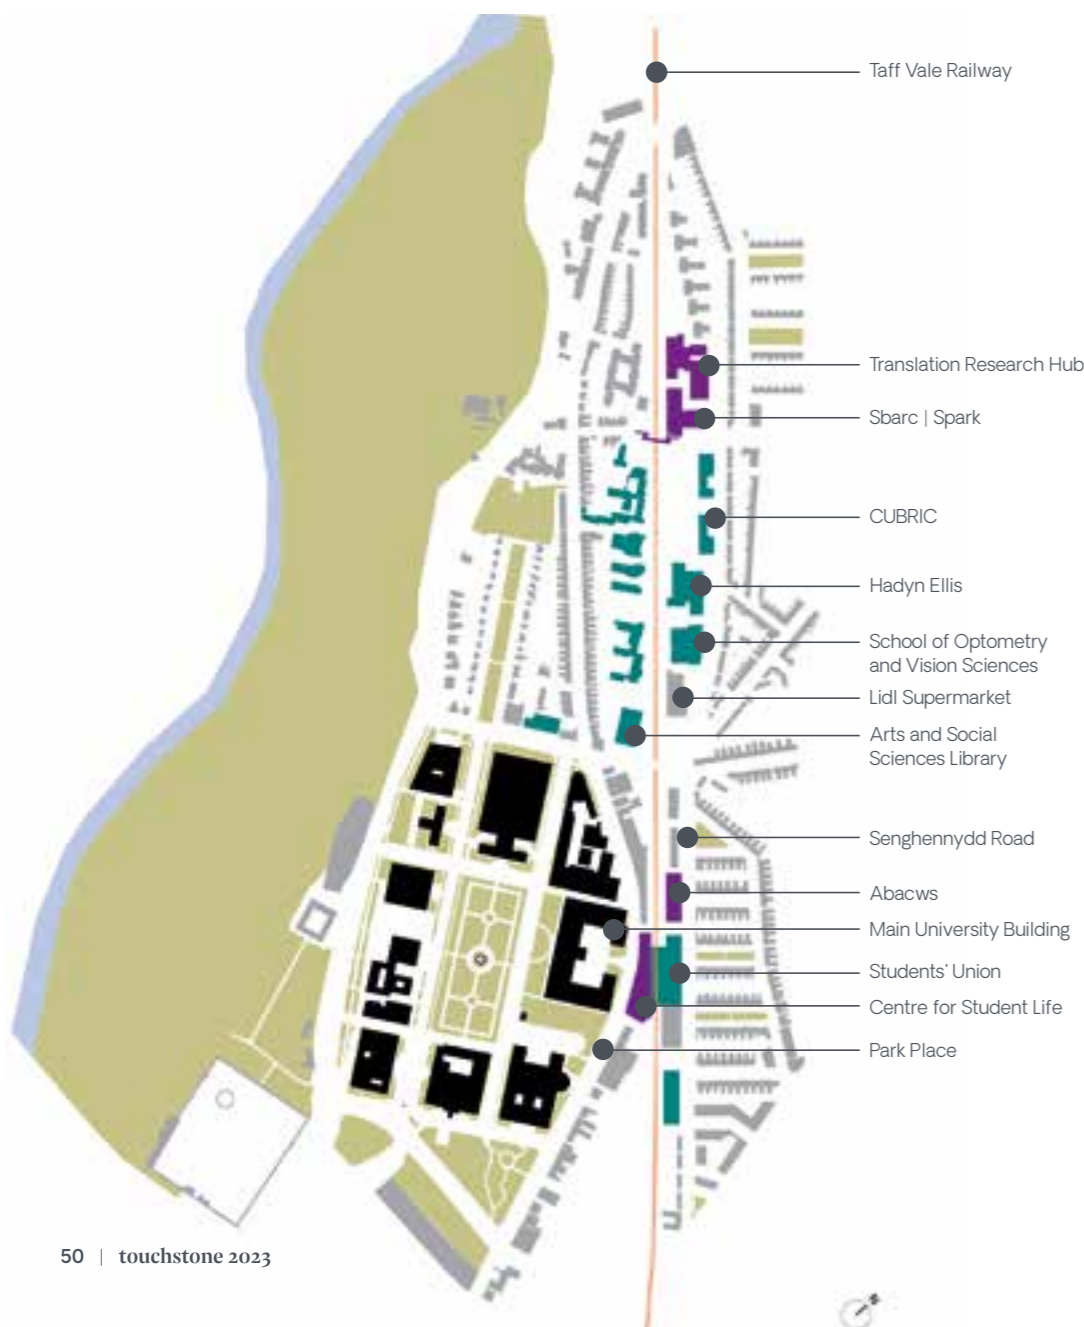 Taff Vale Railway
Translation Research Hub
Sbarc | Spark
CUBRIC
Hadyn Ellis
School of Optometry
and Vision Sciences
Lidl Supermarket
Arts and Social
Sciences Library
Senghennydd Road
Abacws
Main University Building
Students' Union
Centre for Student Life
Park Place
50 | touchstone 2023
N